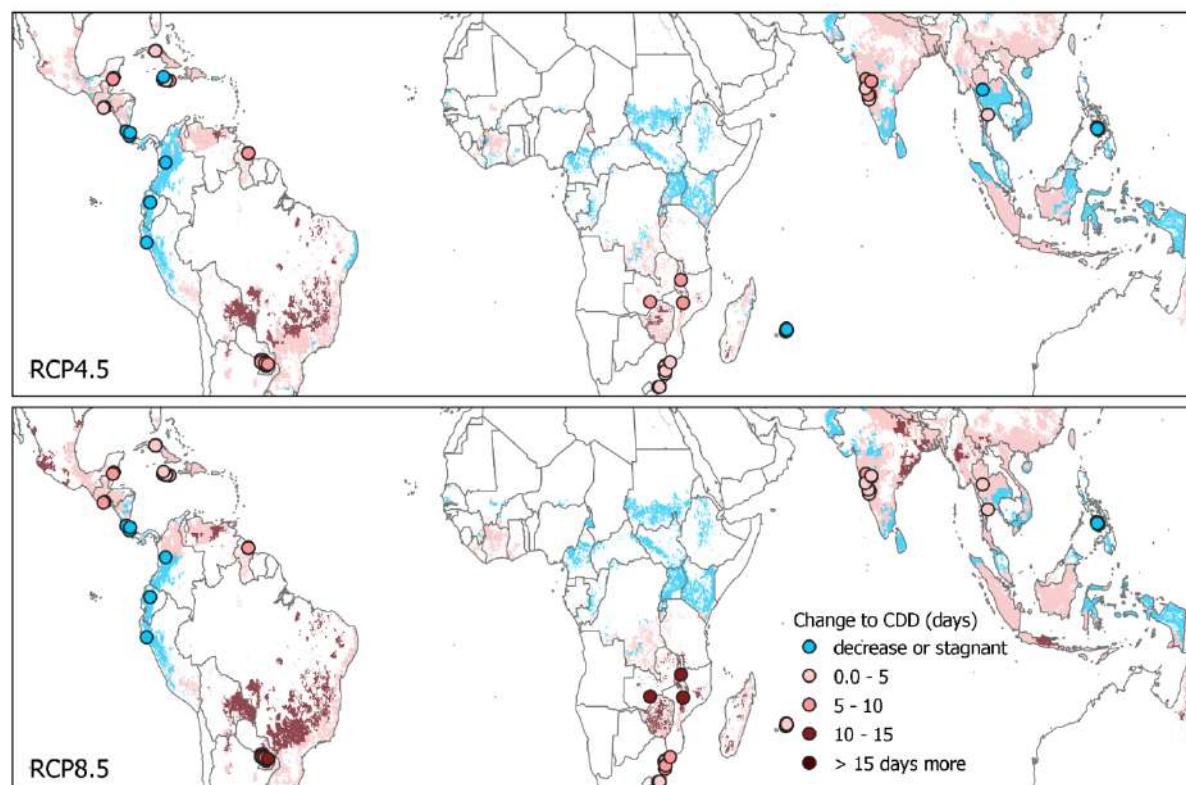 RCP4.5
Change to CDD (days)
decrease or stagnant
0.0 - 5
5 - 10
10 - 15
> 15 days more
RCP8.5